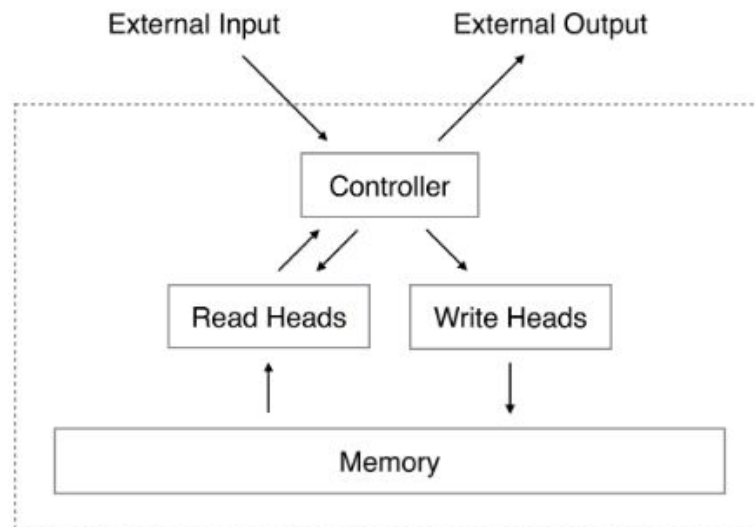 External Input External Output
Controller
Read Heads Write Heads
Memory